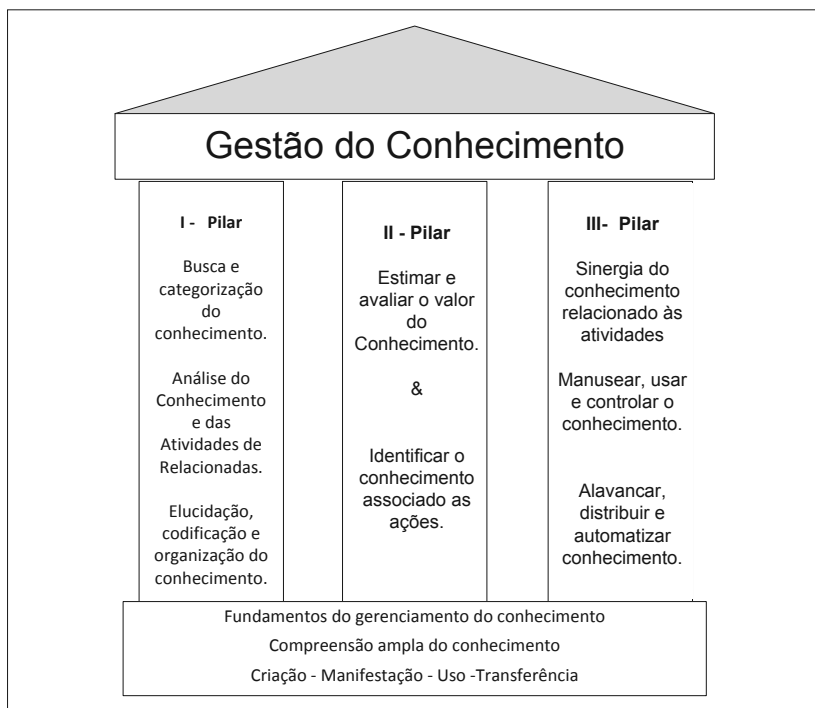 Gestão do Conhecimento
I - Pilar
Busca e
categorização
do
conhecimento.
Análise do
Conhecimento
e das
Atividades de
Relacionadas.
Elucidação,
codificação e
organização do
conhecimento.
II - Pilar
Estimar e
avaliar o valor
do
Conhecimento.
&
Identificar o
conhecimento
associado as
ações.
III- Pilar
Sinergia do
conhecimento
relacionado às
atividades
Manusear, usar
e controlar o
conhecimento.
Alavancar,
distribuir e
automatizar
conhecimento.
Fundamentos do gerenciamento do conhecimento
Compreensão ampla do conhecimento
Criação - Manifestação - Uso -Transferência